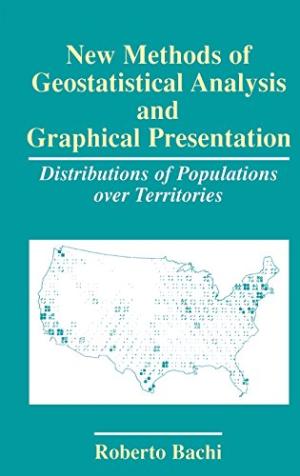 New Methods of
Geostatistical Analysis
and
Graphical Presentation
Distributions of Populations
over Territories
Roberto Bachi